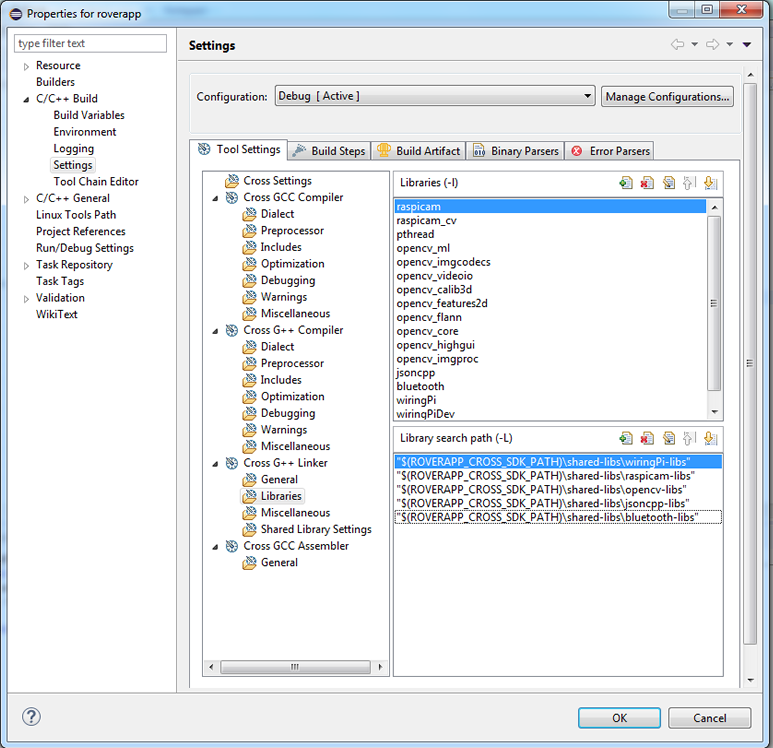 Properties for roverapp
type filter text
Resource
Builders
C/C++ Build
Build Variables
Environment
Logging
Settings
Tool Chain Editor
C/C++ General
Linux Tools Path
Project References
Run/Debug Settings
Task Repository
Task Tags
Validation
WikiText
Settings
Configuration:
Debug [ Active ]
Manage Configurations...
Tool Settings
Build Steps
Build Artifact
Binary Parsers
Error Parsers
Cross Settings
Cross GCC Compiler
Dialect
Preprocessor
Includes
Optimization
Debugging
Warnings
Miscellaneous
Cross G++ Compiler
Dialect
Preprocessor
Includes
Optimization
Debugging
Warnings
Miscellaneous
Cross G++ Linker
General
Libraries
Miscellaneous
Shared Library Settings
Cross GCC Assembler
General
Libraries (-l)
raspicam
raspicam_cv
pthread
opencv_ml
opencv_imgcodecs
opencv_videoio
opencv_calib3d
opencv_features2d
opencv_flann
opencv_core
opencv_highgui
opencv_imgproc
jsoncpp
bluetooth
wiringPi
wiringPiDev
Library search path (-L)
"$(ROVERAPP_CROSS_SDK_PATH)\shared-libs\wiringPi-libs"
"$(ROVERAPP_CROSS_SDK_PATH)\shared-libs\raspicam-libs"
"$(ROVERAPP_CROSS_SDK_PATH)\shared-libs\opencv-libs"
"$(ROVERAPP_CROSS_SDK_PATH)\shared-libs\jsoncpp-libs"
"$(ROVERAPP_CROSS_SDK_PATH)\shared-libs\bluetooth-libs"
OK
Cancel